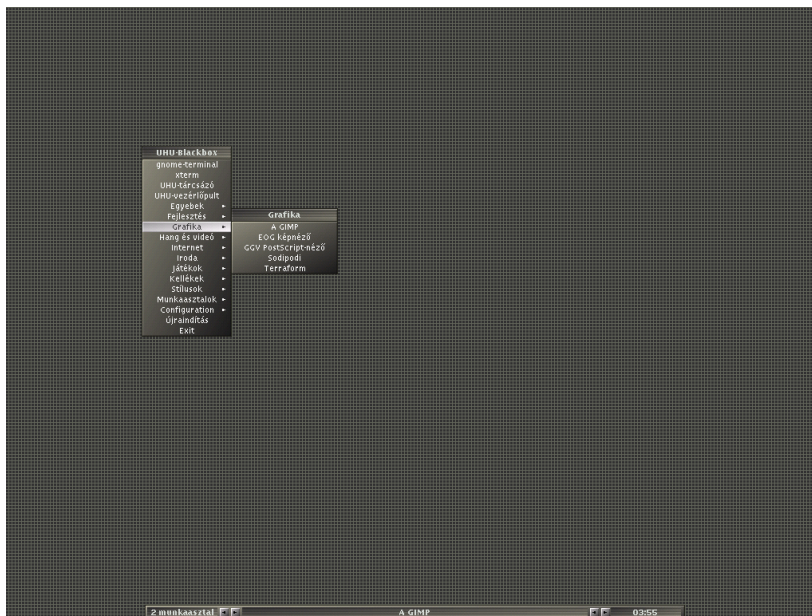 UHU-Blackbox
gnome-terminal
xterm
UHU-tárcsázó
UHU-vezérlőpult
Egyebek
Fejlesztés
Grafika
Hang és videó
Internet
Iroda
Játékok
Kellékek
Stílusok
Munkaasztalok
Configuration
Újraindítás
Exit
Grafika
A GIMP
EOG képnéző
GGV PostScript-néző
Sodipodi
Terraform
2 munkaasztal
A GIMP
03:55